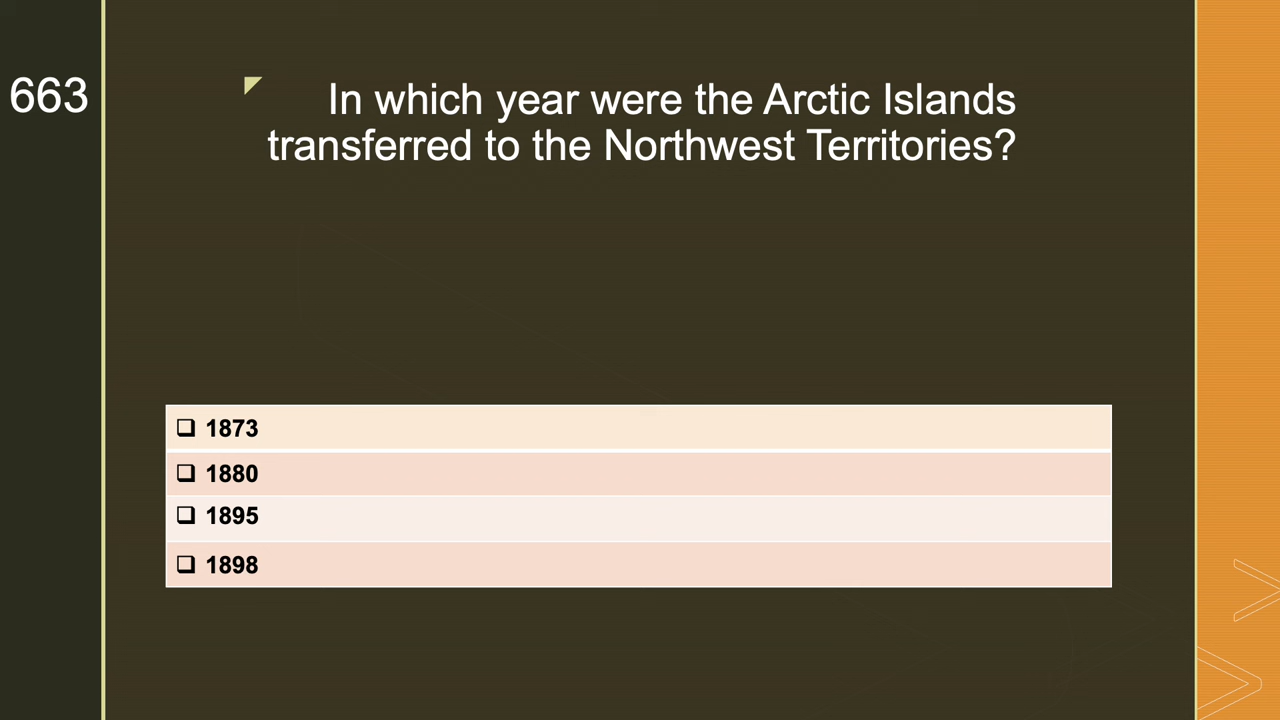 663
In which year were the Arctic Islands
transferred to the Northwest Territories?
❑ 1873
❑ 1880
❑ 1895
❑ 1898